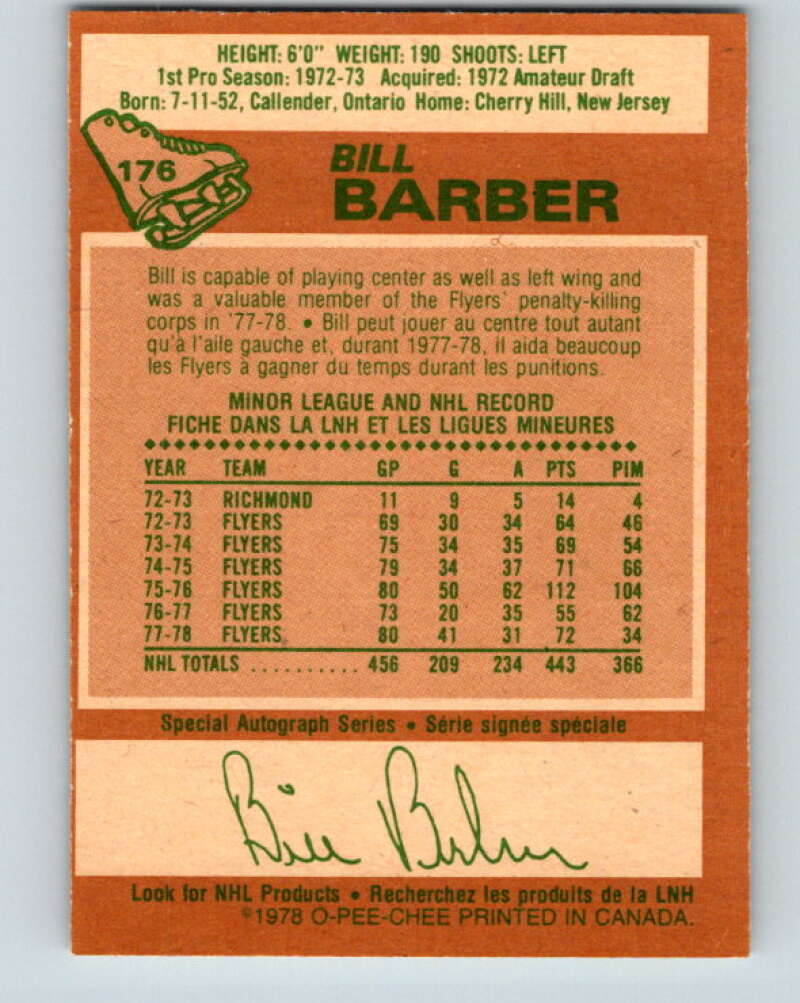 HEIGHT: 6'0" WEIGHT: 190 SHOOTS: LEFT
1st Pro Season: 1972-73 Acquired: 1972 Amateur Draft
Born: 7-11-52, Callender, Ontario Home: Cherry Hill, New Jersey
176
BILL
BARBER
Bill is capable of playing center as well as left wing and
was a valuable member of the Flyers' penalty-killing
corps in '77-78. • Bill peut jouer au centre tout autant
qu'à l'aile gauche et, durant 1977-78, il aida beaucoup
les Flyers à gagner du temps durant les punitions.
MINOR LEAGUE AND NHL RECORD
FICHE DANS LA LNH ET LES LIGUES MINEURES
YEAR TEAM GP G A PTS PIM
72-73 RICHMOND 11 9 5 14 4
72-73 FLYERS 69 30 34 64 46
73-74 FLYERS 75 34 35 69 54
74-75 FLYERS 79 34 37 71 66
75-76 FLYERS 80 50 62 112 104
76-77 FLYERS 73 20 35 55 62
77-78 FLYERS 80 41 31 72 34
NHL TOTALS .......... 456 209 234 443 366
Special Autograph Series • Série signée spéciale
Bill Barber
Look for NHL Products • Recherchez les produits de la LNH
©1978 O-PEE-CHEE PRINTED IN CANADA.